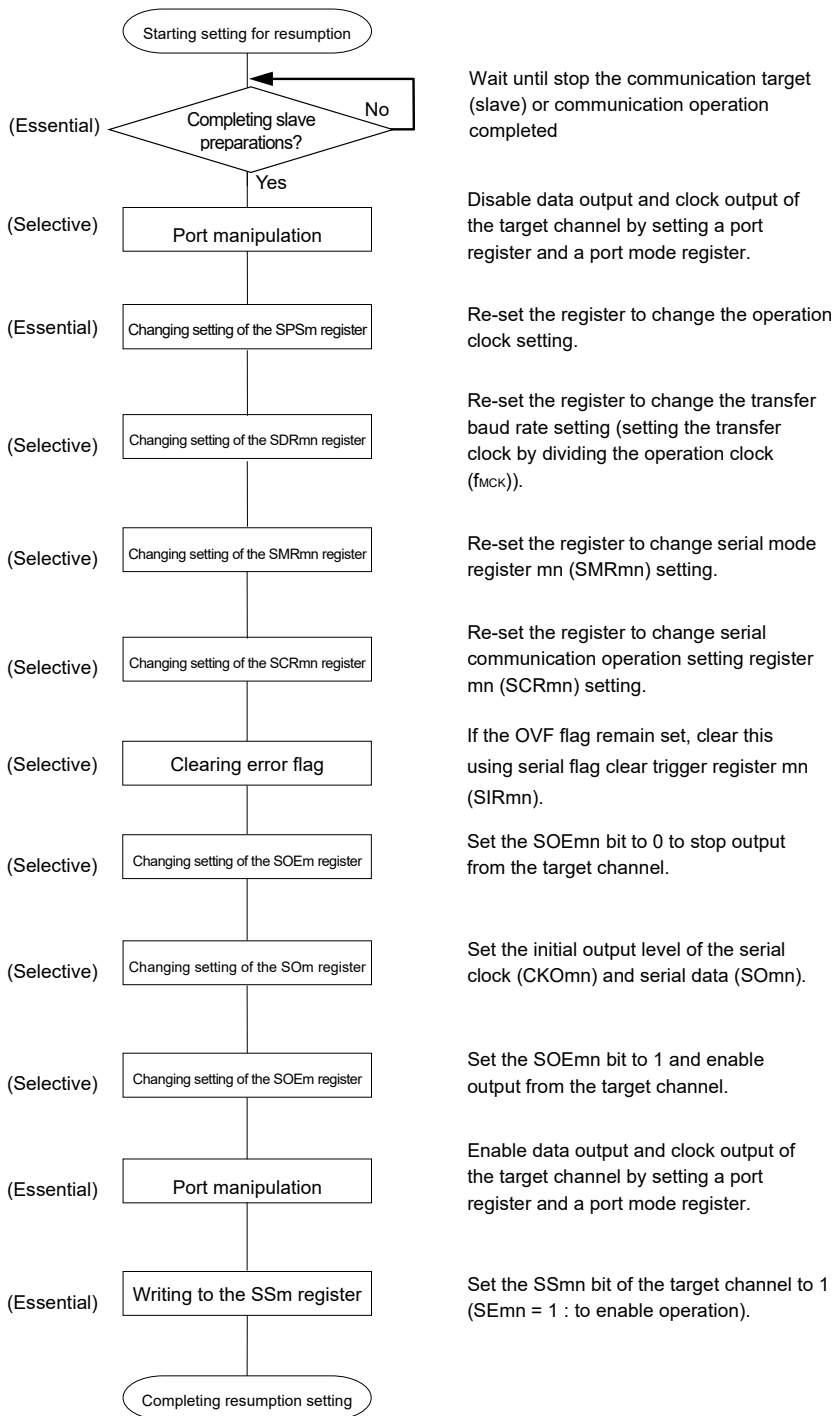 Starting setting for resumption
(Essential)
Completing slave
preparations?
No
Yes
Wait until stop the communication target
(slave) or communication operation
completed
(Selective)
Port manipulation
Disable data output and clock output of
the target channel by setting a port
register and a port mode register.
(Essential)
Changing setting of the SPSm register
Re-set the register to change the operation
clock setting.
(Selective)
Changing setting of the SDRmn register
Re-set the register to change the transfer
baud rate setting (setting the transfer
clock by dividing the operation clock
(fMCK)).
(Selective)
Changing setting of the SMRmn register
Re-set the register to change serial mode
register mn (SMRmn) setting.
(Selective)
Changing setting of the SCRmn register
Re-set the register to change serial
communication operation setting register
mn (SCRmn) setting.
(Selective)
Clearing error flag
If the OVF flag remain set, clear this
using serial flag clear trigger register mn
(SIRmn).
(Selective)
Changing setting of the SOEm register
Set the SOEmn bit to 0 to stop output
from the target channel.
(Selective)
Changing setting of the SOm register
Set the initial output level of the serial
clock (CKOmn) and serial data (SOmn).
(Selective)
Changing setting of the SOEm register
Set the SOEmn bit to 1 and enable
output from the target channel.
(Essential)
Port manipulation
Enable data output and clock output of
the target channel by setting a port
register and a port mode register.
(Essential)
Writing to the SSm register
Set the SSmn bit of the target channel to 1
(SEmn = 1 : to enable operation).
Completing resumption setting